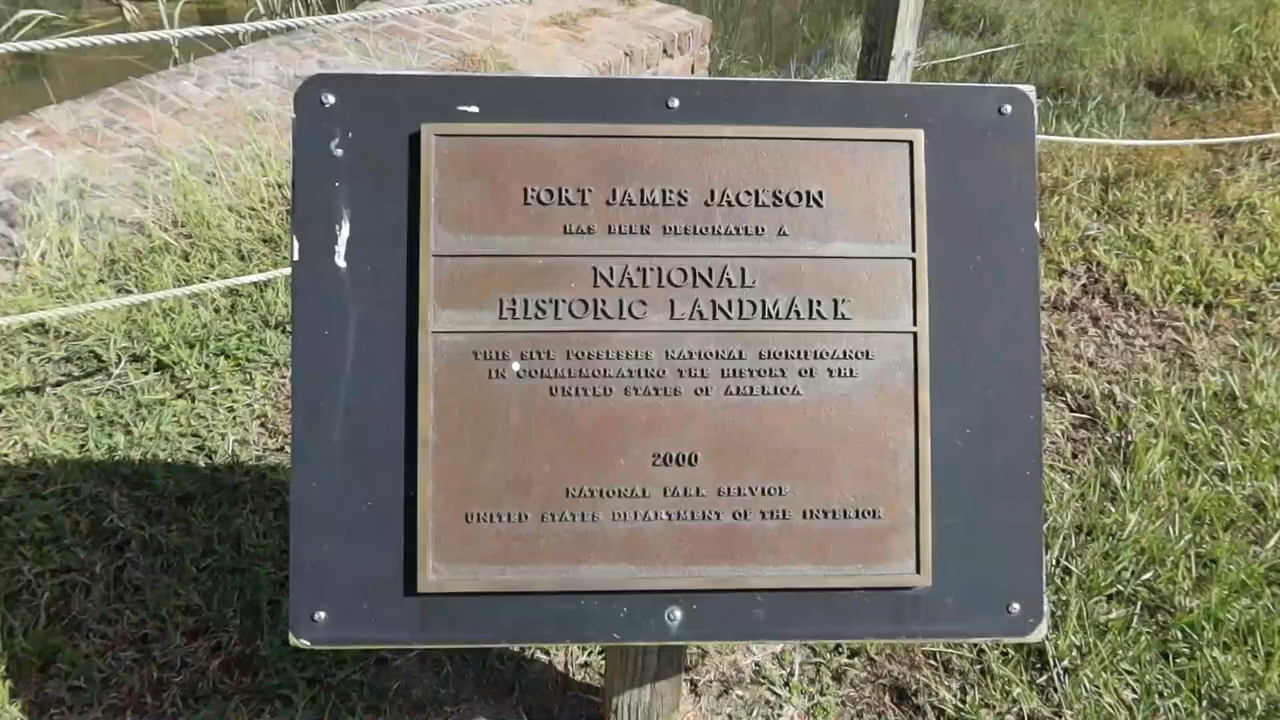 FORT JAMES JACKSON
HAS BEEN DESIGNATED A
NATIONAL
HISTORIC LANDMARK
THIS SITE POSSESSES NATIONAL SIGNIFICANCE
IN COMMEMORATING THE HISTORY OF THE
UNITED STATES OF AMERICA
2000
NATIONAL PARK SERVICE
UNITED STATES DEPARTMENT OF THE INTERIOR